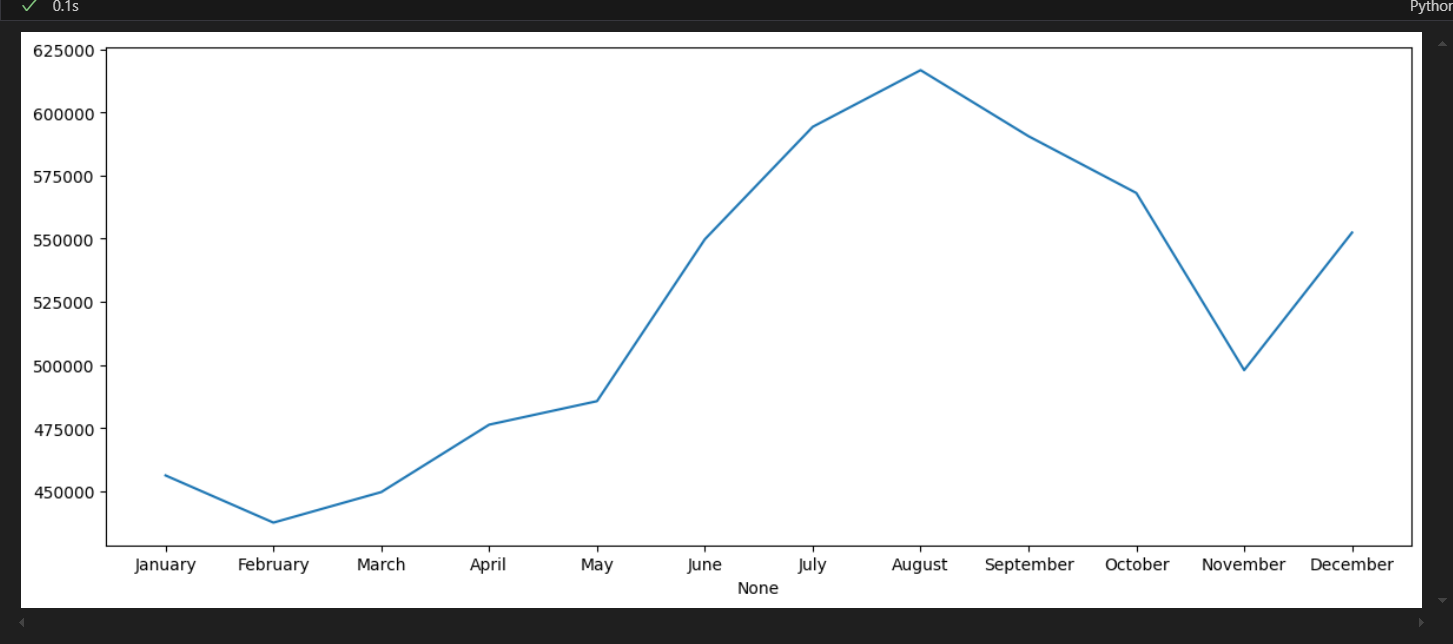 0.1s
625000
600000
575000
550000
525000
500000
475000
450000
January February March April May June July August September October November December
None